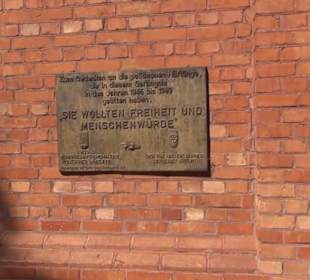 Zum Gedenken an die politischen Häftlinge,
die in diesem Gefängnis
in den Jahren 1945 bis 1989
gelitten haben.
"SIE WOLLTEN FREIHEIT UND
MENSCHENWÜRDE"